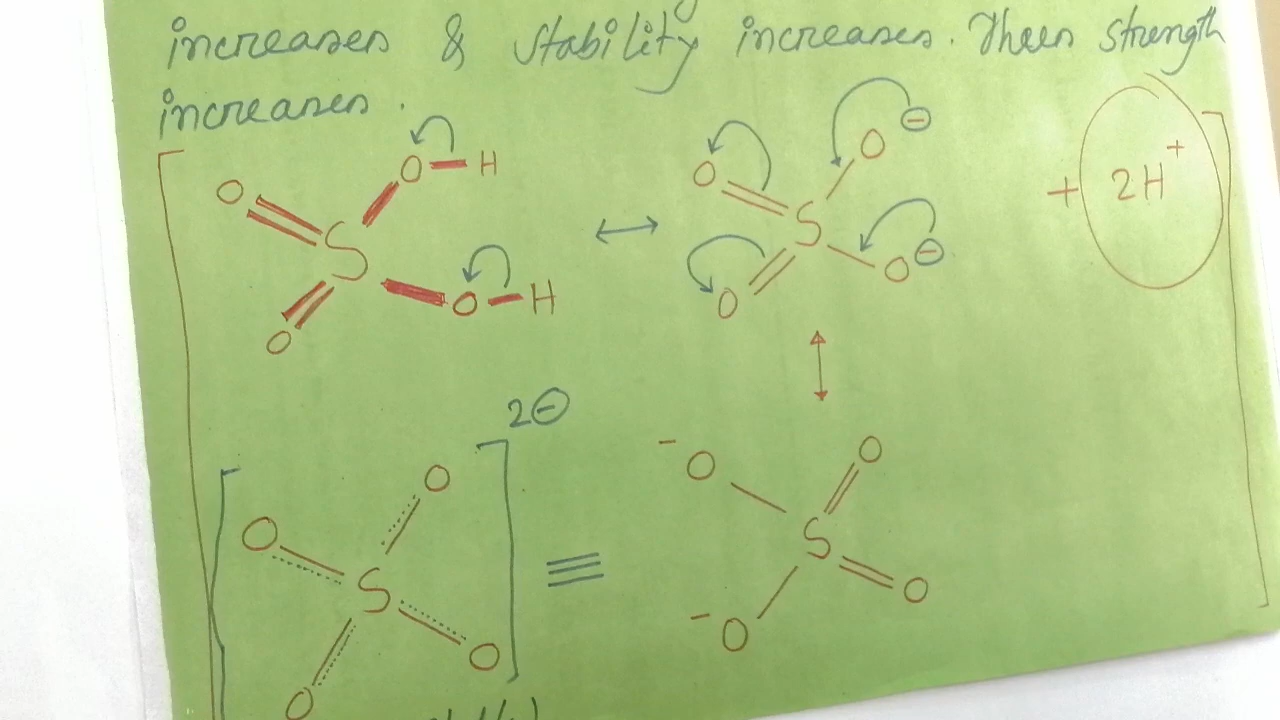 increases & stability increases. Then strength
increases.
O O–H O ⊖ O + 2H⁺
S ↔ S
O O–H O O ⊖
2⊖
⁻O O
O O S
S ≡ O
O O ⁻O